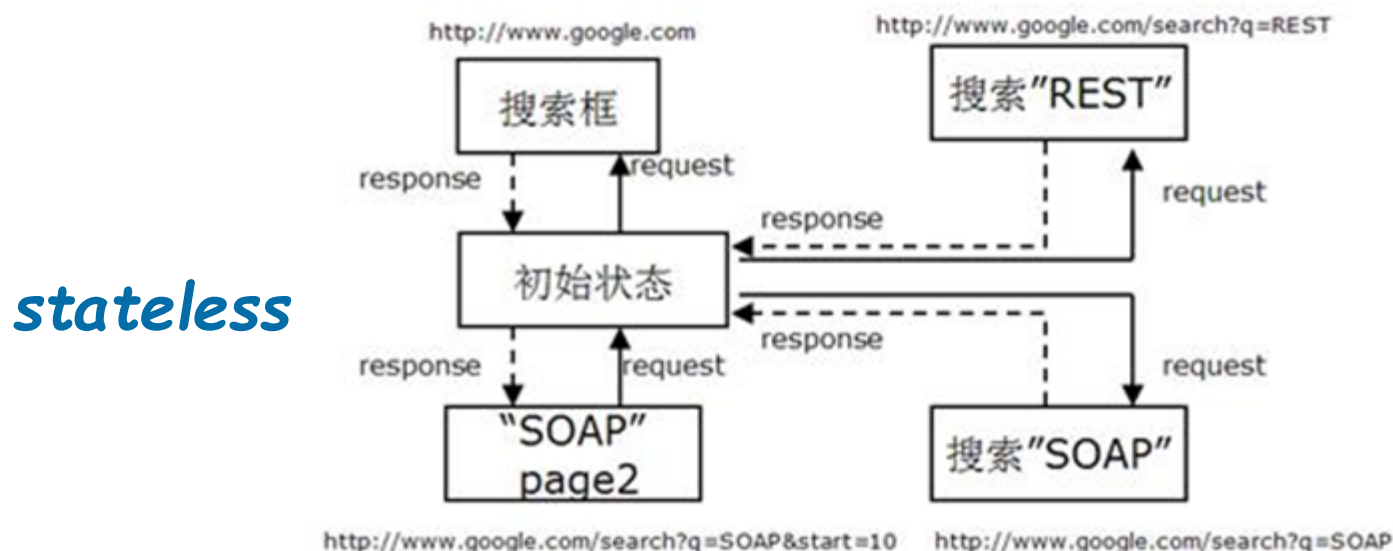 http://www.google.com
http://www.google.com/search?q=REST
搜索框
搜索"REST"
response
request
request
response
stateless
初始状态
response
response
request
request
"SOAP"
page2
搜索"SOAP"
http://www.google.com/search?q=SOAP&start=10
http://www.google.com/search?q=SOAP